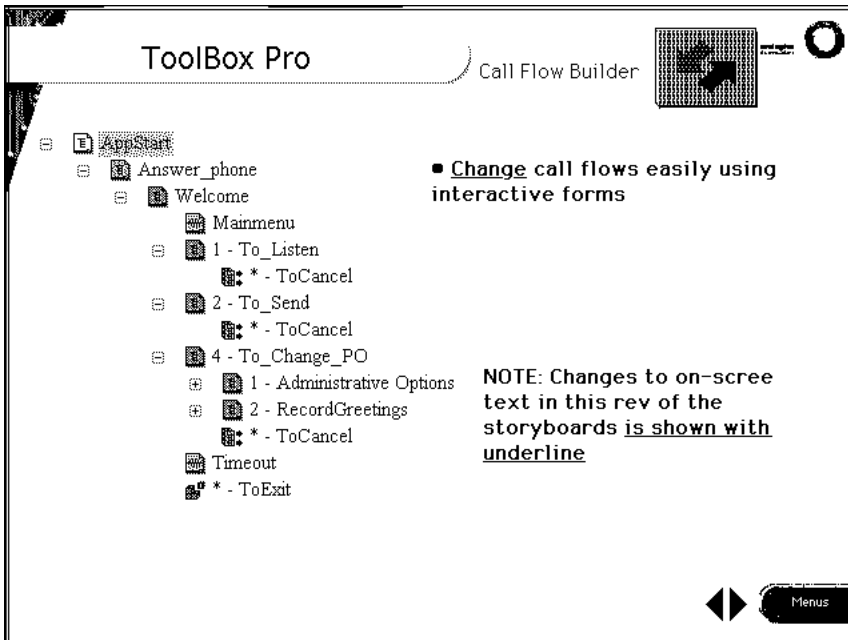 ToolBox Pro
Call Flow Builder
AppStart
Answer_phone
Welcome
Mainmenu
1 - To_Listen
* - ToCancel
2 - To_Send
* - ToCancel
4 - To_Change_PO
1 - Administrative Options
2 - RecordGreetings
* - ToCancel
Timeout
* - ToExit
• Change call flows easily using
interactive forms
NOTE: Changes to on-scree
text in this rev of the
storyboards is shown with
underline
Menus